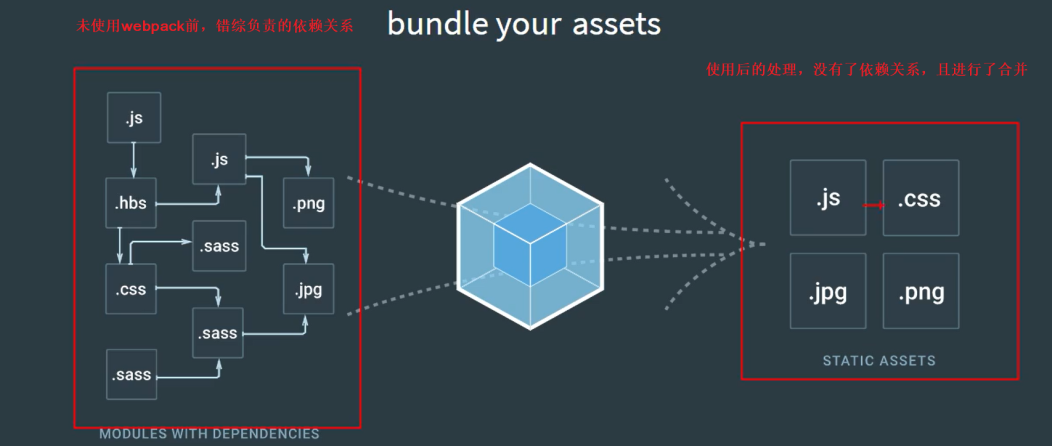 未使用webpack前，错综负责的依赖关系
bundle your assets
使用后的处理，没有了依赖关系，且进行了合并
.js
.js
.hbs
.png
.sass
.css
.jpg
.sass
.sass
MODULES WITH DEPENDENCIES
.js
.css
.jpg
.png
STATIC ASSETS